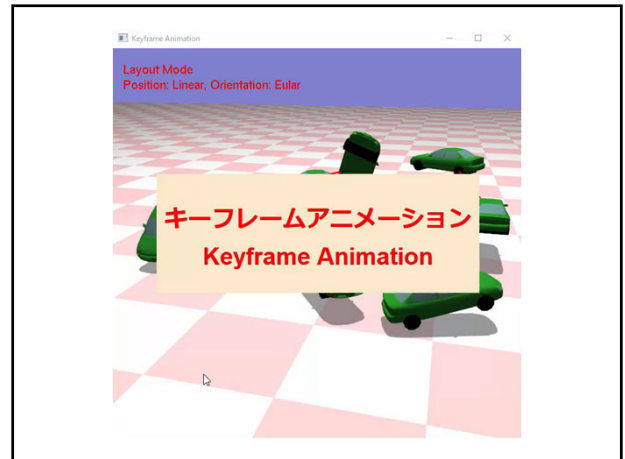 Keyframe Animation
Layout Mode
Position: Linear, Orientation: Eular
キーフレームアニメーション
Keyframe Animation